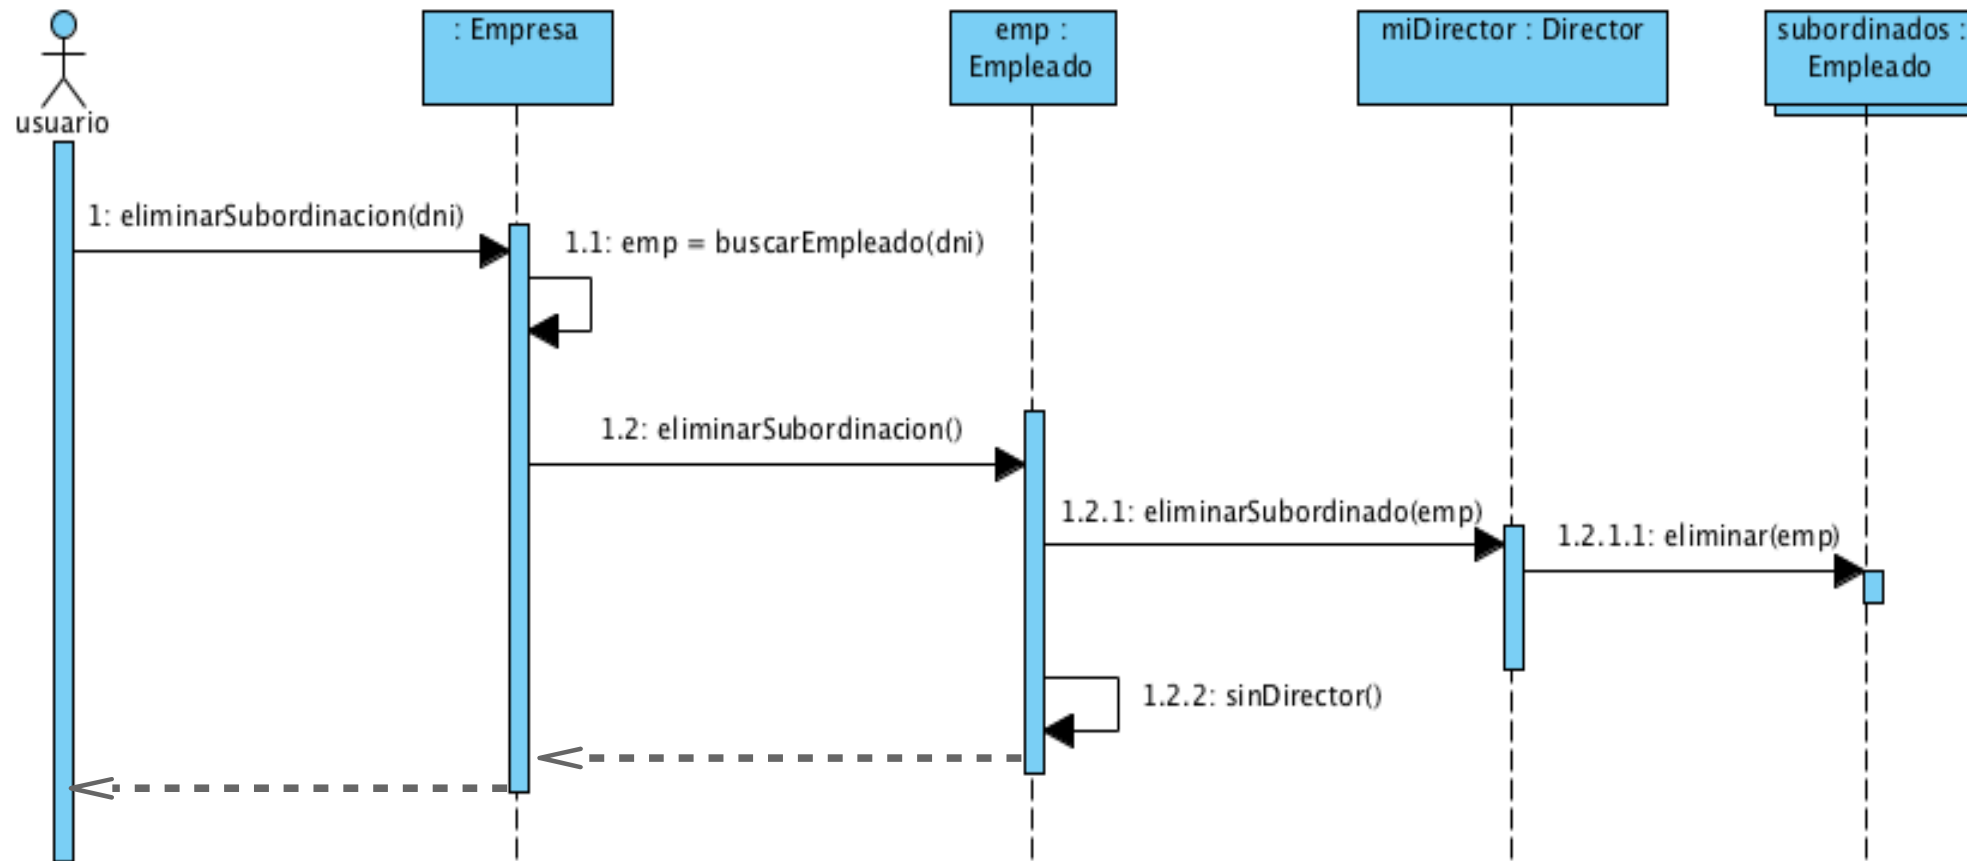 : Empresa
emp :
Empleado
miDirector : Director
subordinados :
Empleado
usuario
1: eliminarSubordinacion(dni)
1.1: emp = buscarEmpleado(dni)
1.2: eliminarSubordinacion()
1.2.1: eliminarSubordinado(emp)
1.2.1.1: eliminar(emp)
1.2.2: sinDirector()